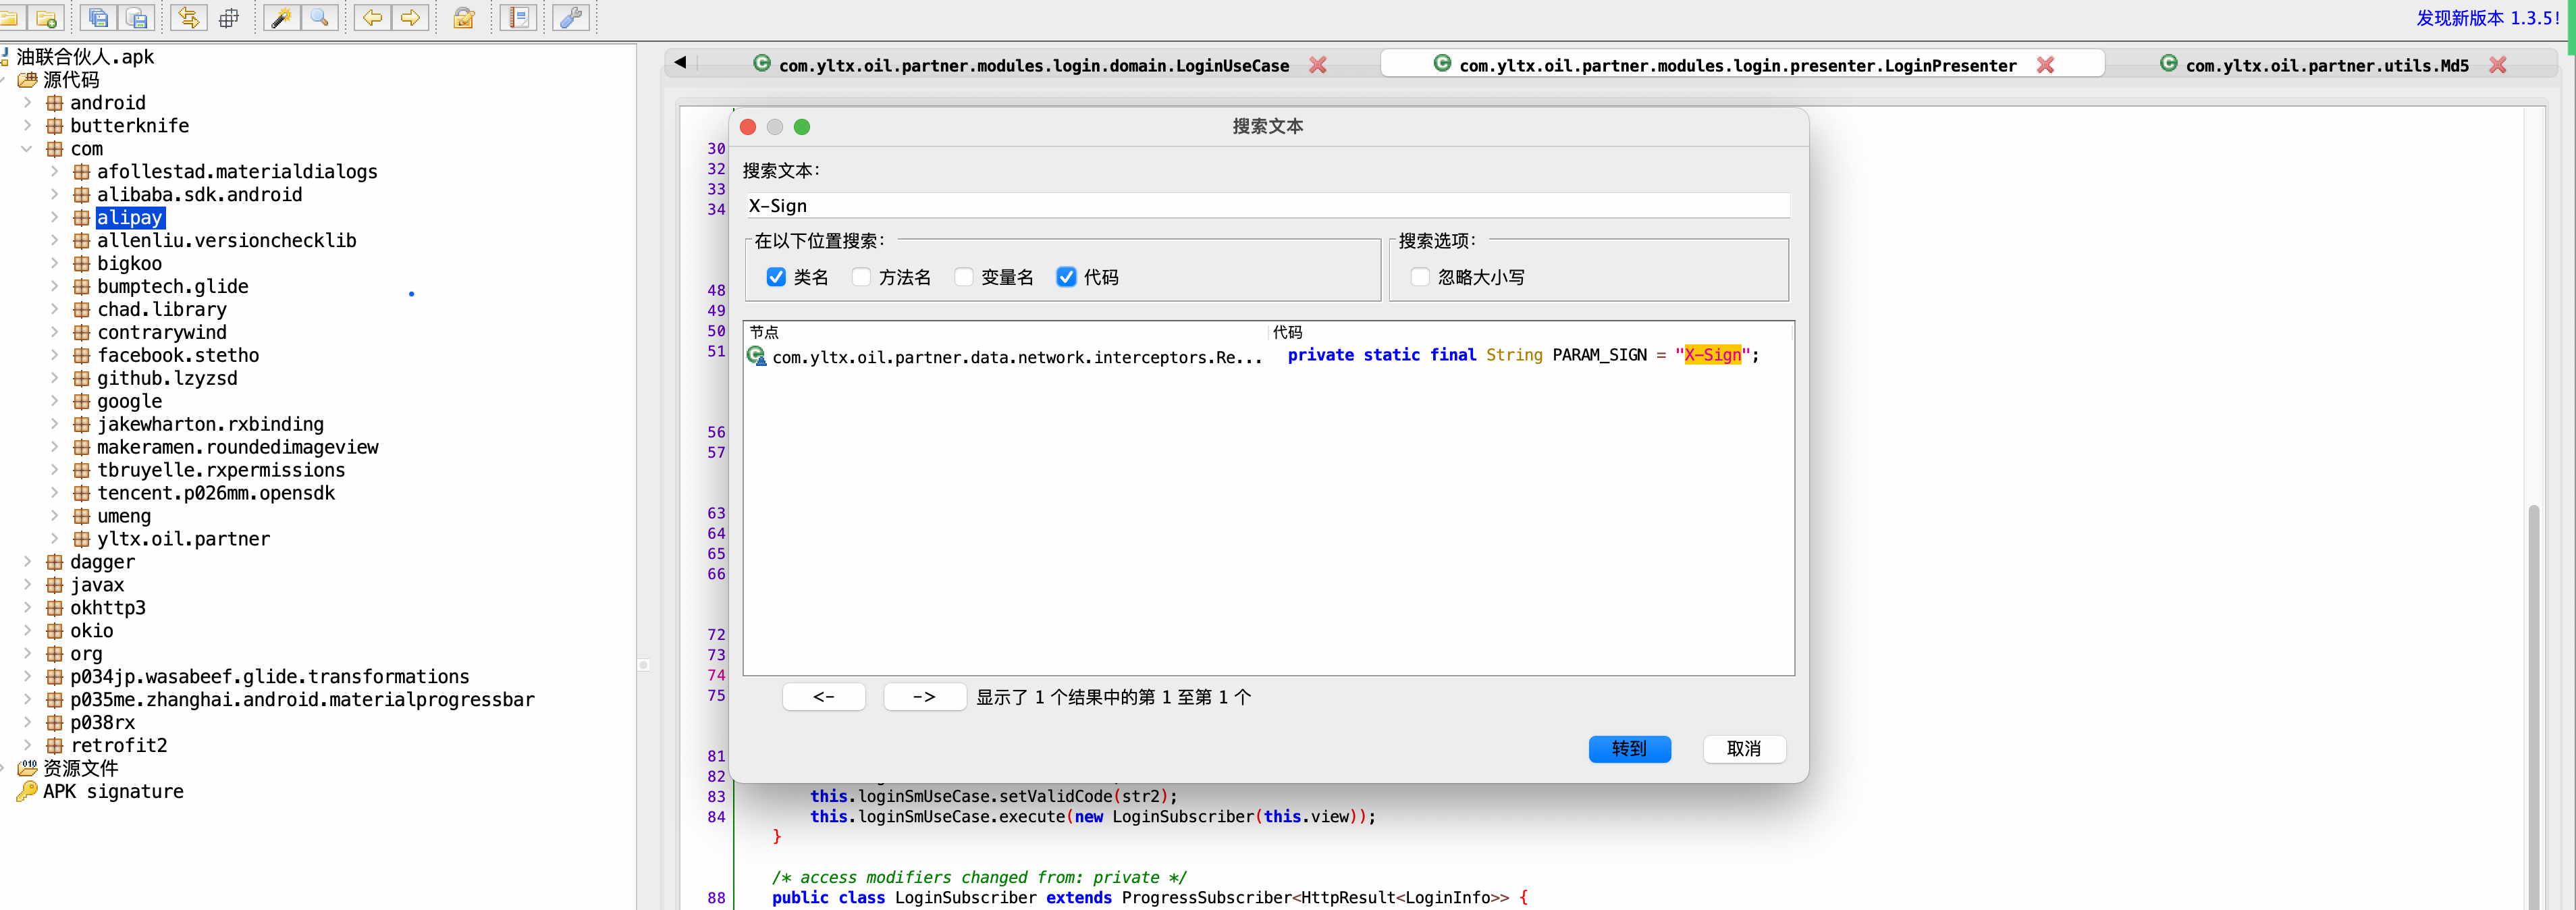 发现新版本 1.3.5!
油联合伙人.apk
源代码
android
butterknife
com
afollestad.materialdialogs
alibaba.sdk.android
alipay
allenliu.versionchecklib
bigkoo
bumptech.glide
chad.library
contrarywind
facebook.stetho
github.lzyzsd
google
jakewharton.rxbinding
makeramen.roundedimageview
tbruyelle.rxpermissions
tencent.p026mm.opensdk
umeng
yltx.oil.partner
dagger
javax
okhttp3
okio
org
p034jp.wasabeef.glide.transformations
p035me.zhanghai.android.materialprogressbar
p038rx
retrofit2
资源文件
APK signature
com.yltx.oil.partner.modules.login.domain.LoginUseCase
com.yltx.oil.partner.modules.login.presenter.LoginPresenter
com.yltx.oil.partner.utils.Md5
搜索文本
搜索文本:
X-Sign
在以下位置搜索:
类名 方法名 变量名 代码
搜索选项:
忽略大小写
节点 代码
com.yltx.oil.partner.data.network.interceptors.Re... private static final String PARAM_SIGN = "X-Sign";
<- -> 显示了 1 个结果中的第 1 至第 1 个
转到 取消
30
32
33
34
48
49
50
51
56
57
63
64
65
66
72
73
74
75
81
82
83 this.loginSmUseCase.setValidCode(str2);
84 this.loginSmUseCase.execute(new LoginSubscriber(this.view));
}
/* access modifiers changed from: private */
88 public class LoginSubscriber extends ProgressSubscriber<HttpResult<LoginInfo>> {